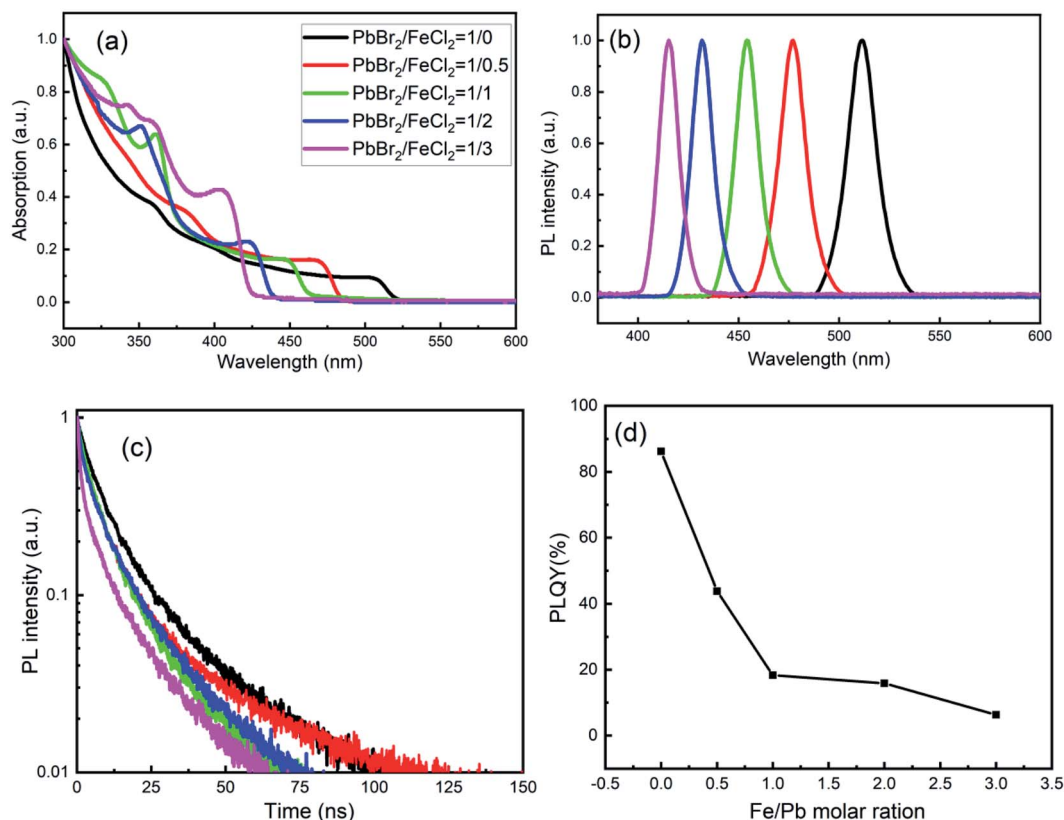 (a)
PbBr₂/FeCl₂=1/0
PbBr₂/FeCl₂=1/0.5
PbBr₂/FeCl₂=1/1
PbBr₂/FeCl₂=1/2
PbBr₂/FeCl₂=1/3
Absorption (a.u.)
1.0
0.8
0.6
0.4
0.2
0.0
300 350 400 450 500 550 600
Wavelength (nm)
(b)
PL intensity (a.u.)
1.0
0.8
0.6
0.4
0.2
0.0
400 450 500 550 600
Wavelength (nm)
(c)
PL intensity (a.u.)
1
0.1
0.01
0 25 50 75 100 125 150
Time (ns)
(d)
PLQY(%)
100
80
60
40
20
0
-0.5 0.0 0.5 1.0 1.5 2.0 2.5 3.0 3.5
Fe/Pb molar ration